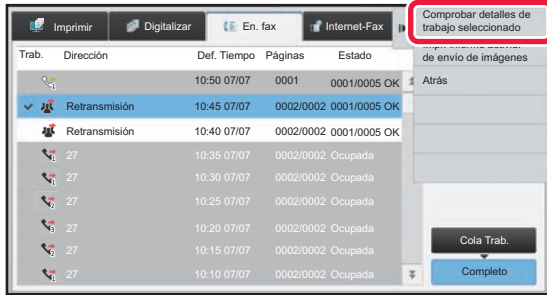 Imprimir Digitalizar En. fax Internet-Fax
Comprobar detalles de
trabajo seleccionado
de envío de imágenes
Atrás
Trab. Dirección Def. Tiempo Páginas Estado
10:50 07/07 0001 0001/0005 OK
Retransmisión 10:45 07/07 0002/0002 0001/0005 OK
Retransmisión 10:40 07/07 0002/0002 0001/0005 OK
27 10:35 07/07 0002/0002 Ocupada
27 10:30 07/07 0002/0002 Ocupada
27 10:25 07/07 0002/0002 Ocupada
27 10:20 07/07 0002/0002 Ocupada
27 10:15 07/07 0002/0002 Ocupada
27 10:10 07/07 0002/0002 Ocupada
Cola Trab.
Completo